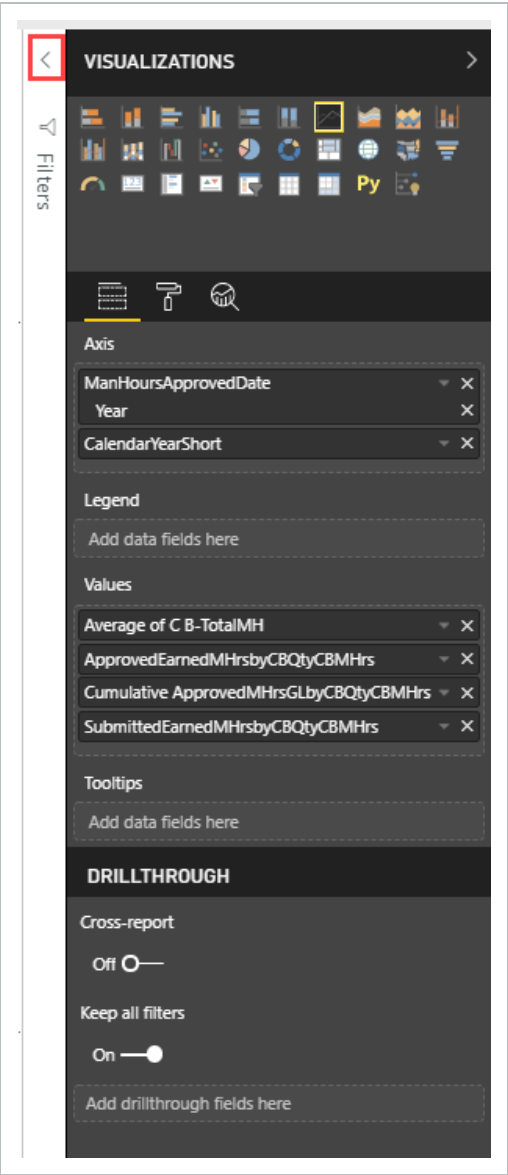 Filters
VISUALIZATIONS
123
Py
Axis
ManHoursApprovedDate
Year
CalendarYearShort
Legend
Add data fields here
Values
Average of C B-TotalMH
ApprovedEarnedMHrsbyCBQtyCBMHrs
Cumulative ApprovedMHrsGLbyCBQtyCBMHrs
SubmittedEarnedMHrsbyCBQtyCBMHrs
Tooltips
Add data fields here
DRILLTHROUGH
Cross-report
Off
Keep all filters
On
Add drillthrough fields here